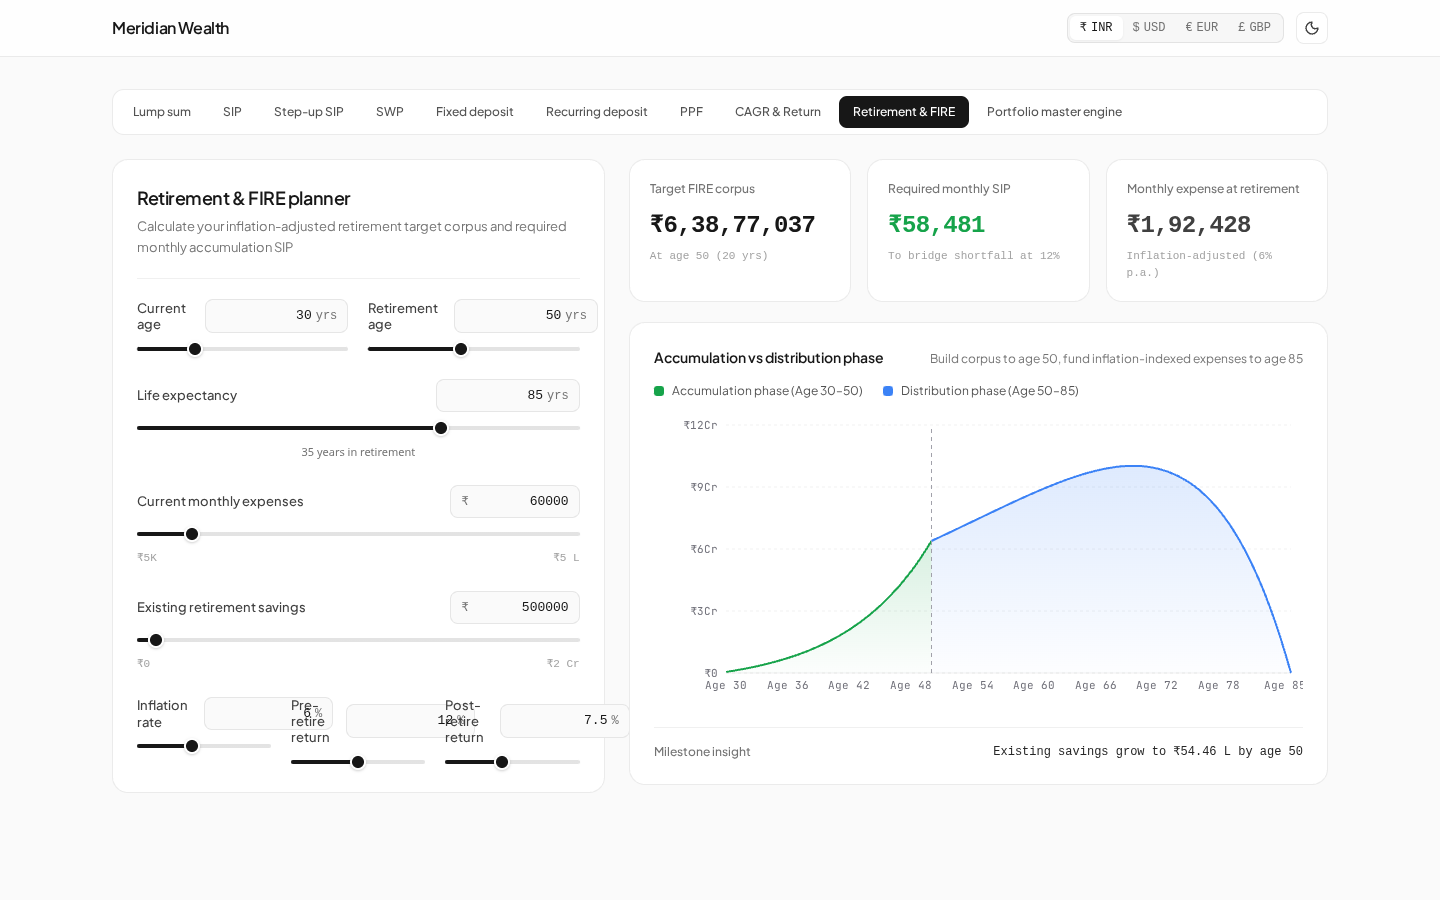 Meridian Wealth
₹ INR $ USD € EUR £ GBP
Lump sum SIP Step-up SIP SWP Fixed deposit Recurring deposit PPF CAGR & Return Retirement & FIRE Portfolio master engine
Retirement & FIRE planner
Calculate your inflation-adjusted retirement target corpus and required
monthly accumulation SIP
Current
age
30 yrs
Retirement
age
50 yrs
Life expectancy
85 yrs
35 years in retirement
Current monthly expenses
₹ 60000
₹5K ₹5 L
Existing retirement savings
₹ 500000
₹0 ₹2 Cr
Inflation
rate
6 %
Pre-
retire
return
12 %
Post-
retire
return
7.5 %
Target FIRE corpus
₹6,38,77,037
At age 50 (20 yrs)
Required monthly SIP
₹58,481
To bridge shortfall at 12%
Monthly expense at retirement
₹1,92,428
Inflation-adjusted (6%
p.a.)
Accumulation vs distribution phase
Build corpus to age 50, fund inflation-indexed expenses to age 85
Accumulation phase (Age 30–50) Distribution phase (Age 50–85)
₹12Cr
₹9Cr
₹6Cr
₹3Cr
₹0
Age 30 Age 36 Age 42 Age 48 Age 54 Age 60 Age 66 Age 72 Age 78 Age 85
Milestone insight
Existing savings grow to ₹54.46 L by age 50